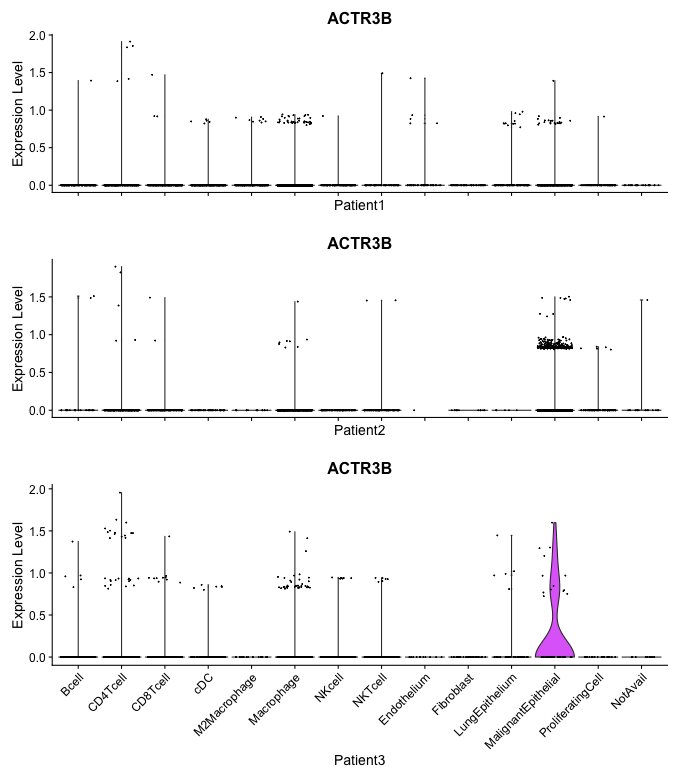 ACTR3B
Expression Level
2.0
1.5
1.0
0.5
0.0
Patient1
ACTR3B
Expression Level
1.5
1.0
0.5
0.0
Patient2
ACTR3B
Expression Level
2.0
1.5
1.0
0.5
0.0
Bcell
CD4Tcell
CD8Tcell
cDC
M2Macrophage
Macrophage
NKcell
NKTcell
Endothelium
Fibroblast
LungEpithelium
MalignantEpithelial
ProliferatingCell
NotAvail
Patient3